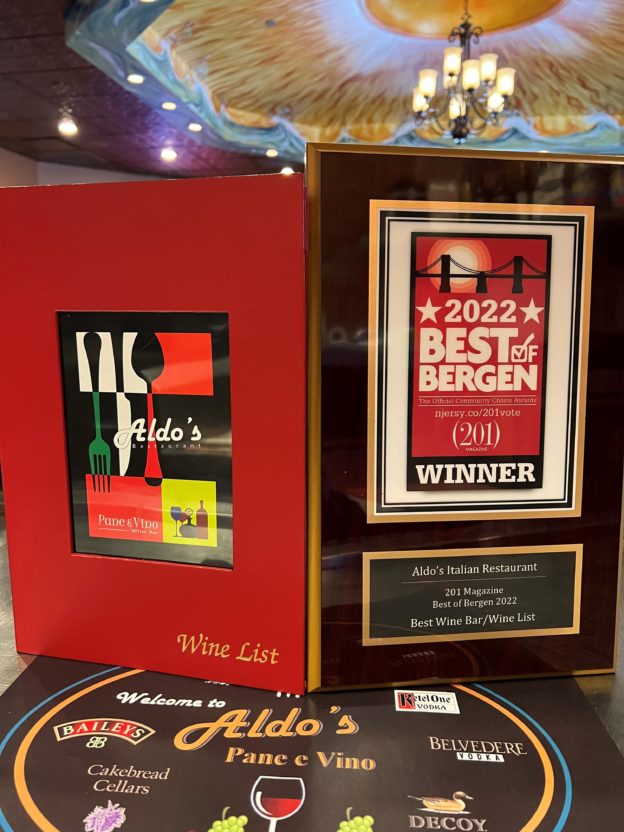 Aldo's
Restaurant
Pane & Vino
Wine Bar
Wine List
2022
BEST OF
BERGEN
The Official Community Choice Awards
njersy.co/201vote
(201)
MAGAZINE
WINNER
Aldo's Italian Restaurant
201 Magazine
Best of Bergen 2022
Best Wine Bar/Wine List
Welcome to
Aldo's
Pane e Vino
BAILEYS
Ketel One
VODKA
BELVEDERE
VODKA
Cakebread
Cellars
DECOY